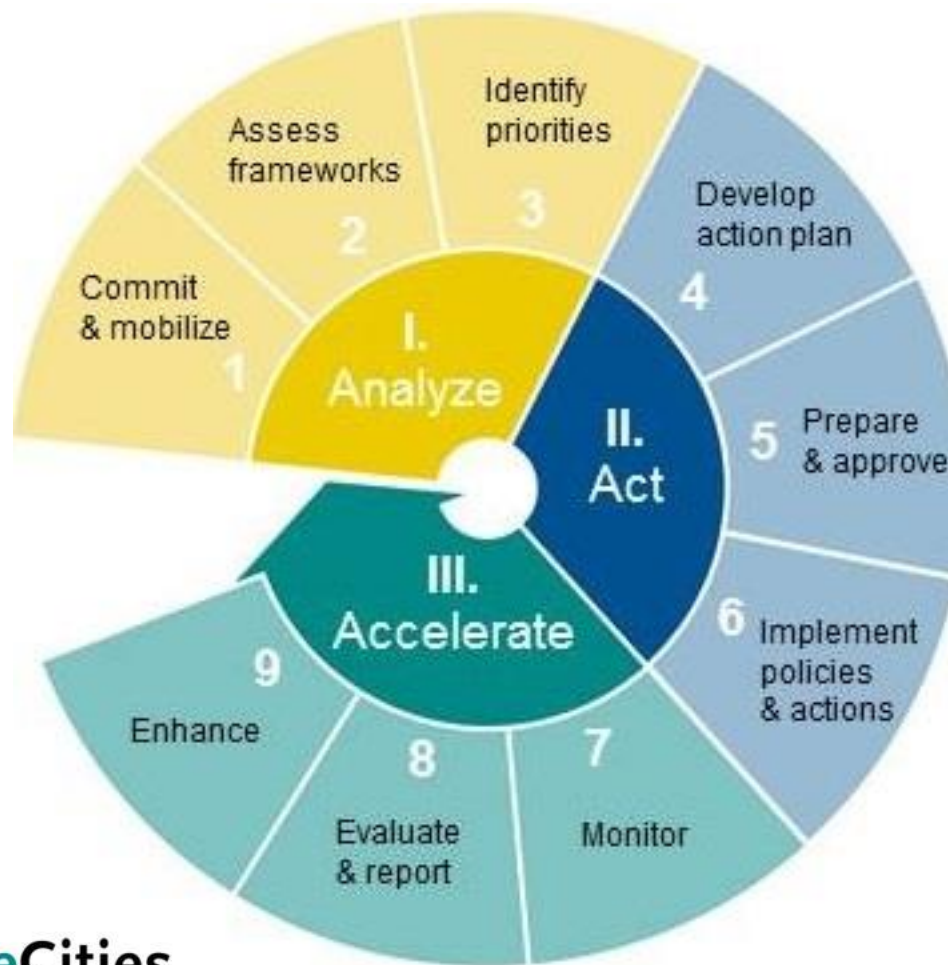 Commit
& mobilize
1
Assess
frameworks
2
Identify
priorities
3
Develop
action plan
4
5
Prepare
& approve
6
Implement
policies
& actions
7
Monitor
8
Evaluate
& report
9
Enhance
I.
Analyze
II.
Act
III.
Accelerate
eCities